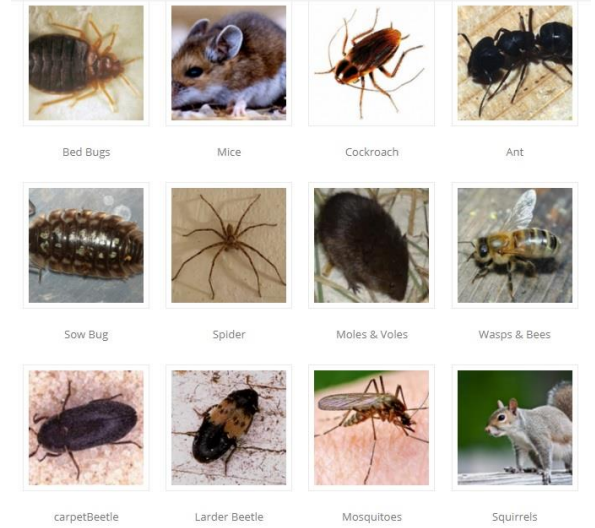 Bed Bugs
Mice
Cockroach
Ant
Sow Bug
Spider
Moles & Voles
Wasps & Bees
carpetBeetle
Larder Beetle
Mosquitoes
Squirrels